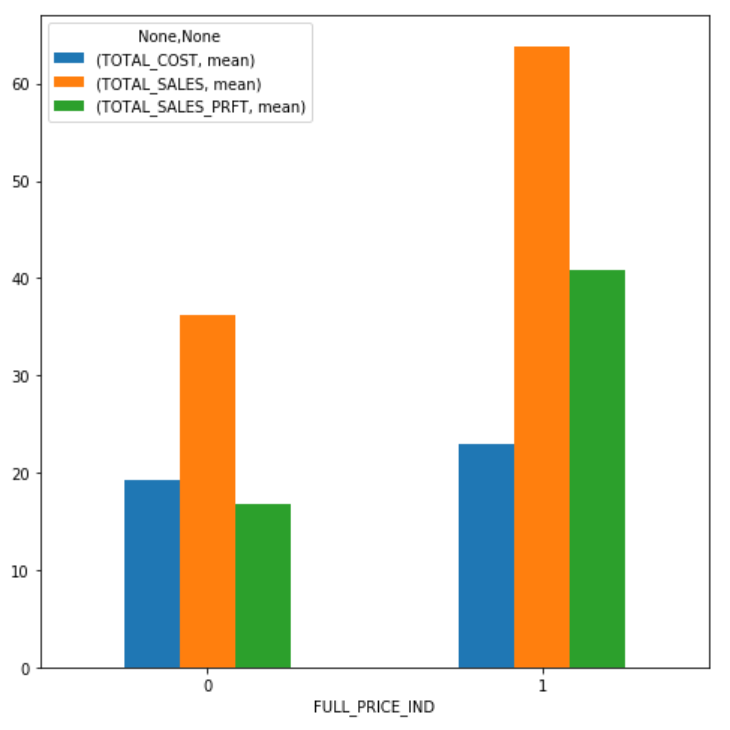 None,None
(TOTAL_COST, mean)
(TOTAL_SALES, mean)
(TOTAL_SALES_PRFT, mean)
60
50
40
30
20
10
0
0 1
FULL_PRICE_IND